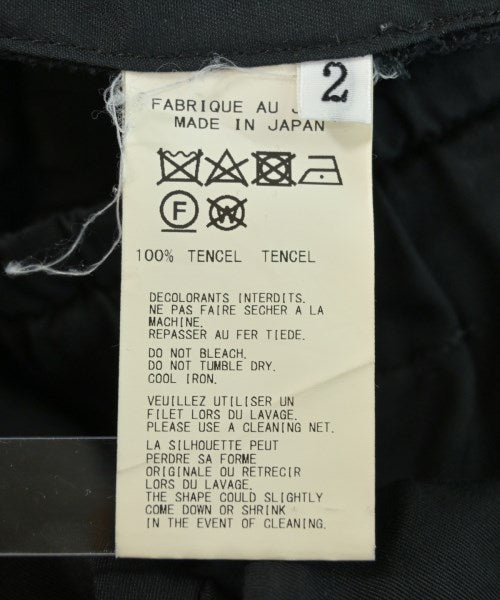 2
FABRIQUE AU
MADE IN JAPAN
F W
100% TENCEL TENCEL
DECOLORANTS INTERDITS.
NE PAS FAIRE SECHER A LA
MACHINE.
REPASSER AU FER TIEDE.
DO NOT BLEACH.
DO NOT TUMBLE DRY.
COOL IRON.
VEUILLEZ UTILISER UN
FILET LORS DU LAVAGE.
PLEASE USE A CLEANING NET.
LA SILHOUETTE PEUT
PERDRE SA FORME
ORIGINALE OU RETRECIR
LORS DU LAVAGE.
THE SHAPE COULD SLIGHTLY
COME DOWN OR SHRINK
IN THE EVENT OF CLEANING.